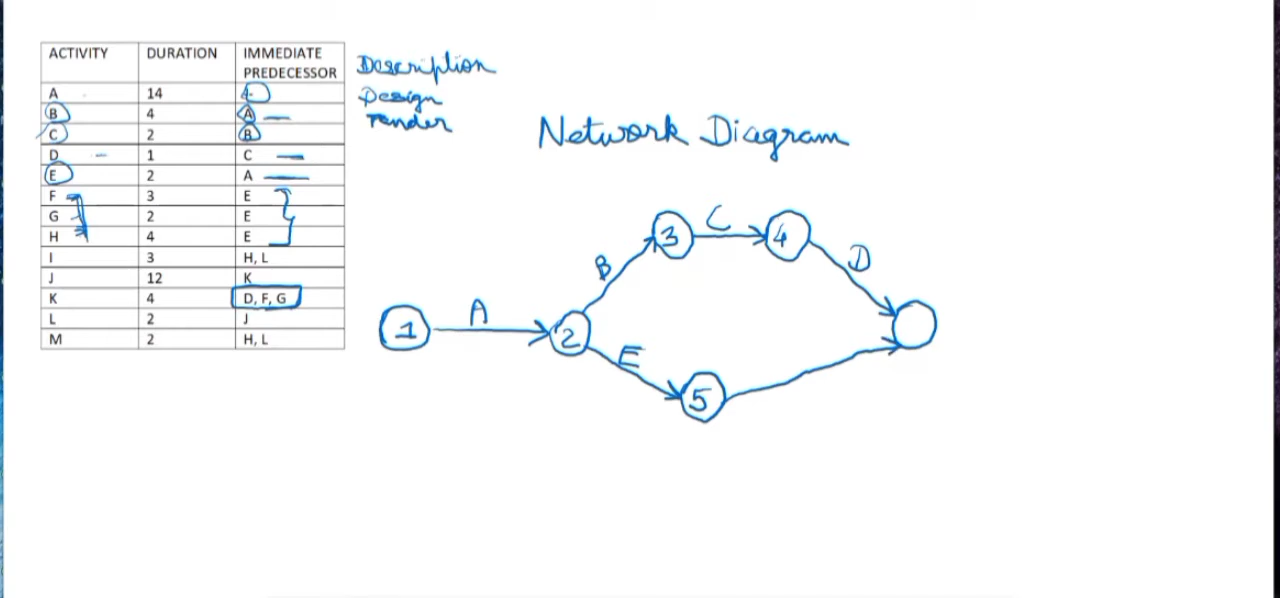 ACTIVITY DURATION IMMEDIATE PREDECESSOR
A 14 -
B 4 A
C 2 B
D 1 C
E 2 A
F 3 E
G 2 E
H 4 E
I 3 H, L
J 12 K
K 4 D, F, G
L 2 J
M 2 H, L
Description
Design
Tender
Network Diagram
3 C 4
B D
1 A 2
E
5